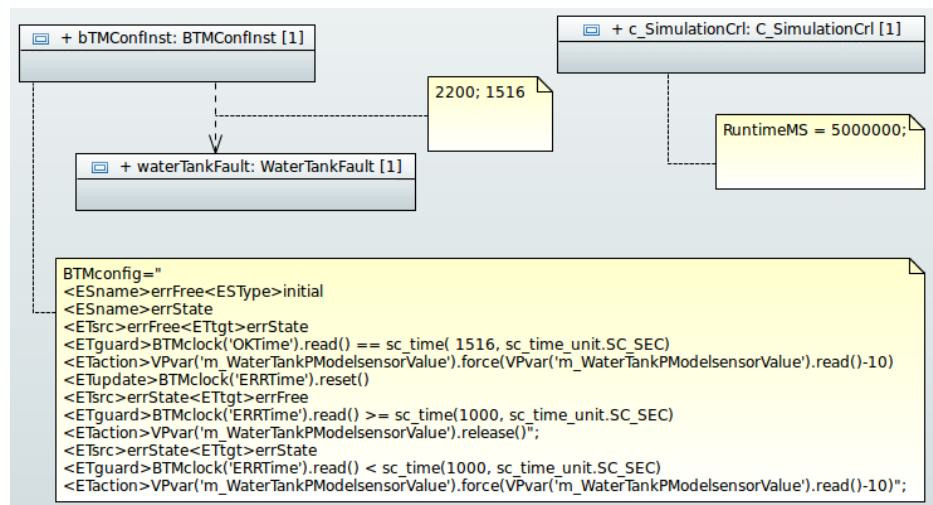 + bTMConfInst: BTMConfInst [1]
+ c_SimulationCrl: C_SimulationCrl [1]
2200; 1516
RuntimeMS = 5000000;
+ waterTankFault: WaterTankFault [1]
BTMconfig="
<ESname>errFree<ESType>initial
<ESname>errState
<ETsrc>errFree<ETtgt>errState
<ETguard>BTMclock('OKTime').read() == sc_time( 1516, sc_time_unit.SC_SEC)
<ETaction>VPvar('m_WaterTankPModelsensorValue').force(VPvar('m_WaterTankPModelsensorValue').read()-10)
<ETupdate>BTMclock('ERRTime').reset()
<ETsrc>errState<ETtgt>errFree
<ETguard>BTMclock('ERRTime').read() >= sc_time(1000, sc_time_unit.SC_SEC)
<ETaction>VPvar('m_WaterTankPModelsensorValue').release()";
<ETsrc>errState<ETtgt>errState
<ETguard>BTMclock('ERRTime').read() < sc_time(1000, sc_time_unit.SC_SEC)
<ETaction>VPvar('m_WaterTankPModelsensorValue').force(VPvar('m_WaterTankPModelsensorValue').read()-10)";